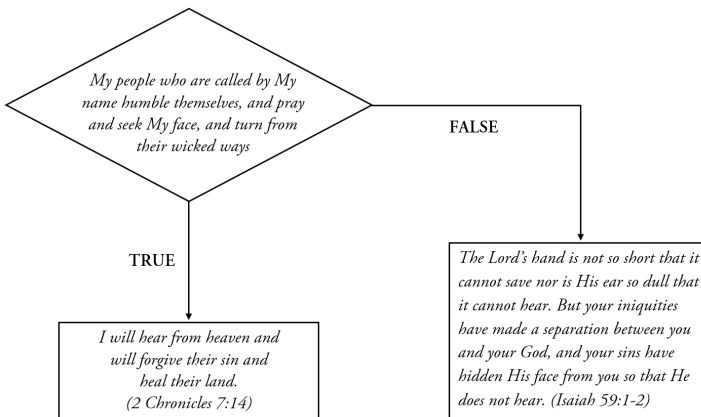 My people who are called by My
name humble themselves, and pray
and seek My face, and turn from
their wicked ways
FALSE
TRUE
The Lord's hand is not so short that it
cannot save nor is His ear so dull that
it cannot hear. But your iniquities
have made a separation between you
and your God, and your sins have
hidden His face from you so that He
does not hear. (Isaiah 59:1-2)
I will hear from heaven and
will forgive their sin and
heal their land.
(2 Chronicles 7:14)